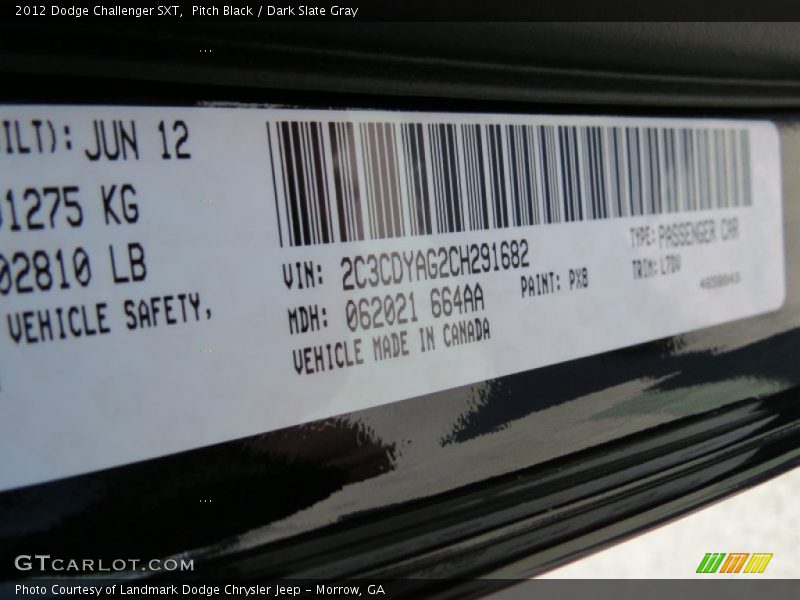 2012 Dodge Challenger SXT,  Pitch Black / Dark Slate Gray
ILT): JUN 12
1275 KG
02810 LB
VEHICLE SAFETY,
VIN: 2C3CDYAG2CH291682
MDH: 062021 664AA
VEHICLE MADE IN CANADA
PAINT: PXB
TYPE: PASSENGER CAR
TRIM: L7DV
GTCARLOT.COM
Photo Courtesy of Landmark Dodge Chrysler Jeep - Morrow, GA